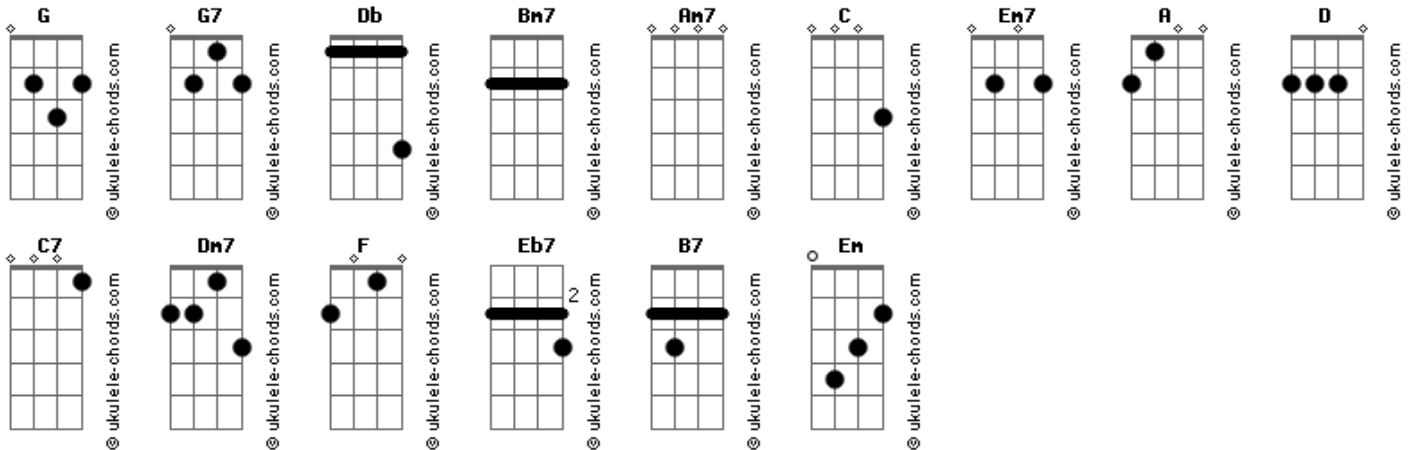 G G7 Db Bm7 Am7 C Em7 A D
© ukulele-chords.com © ukulele-chords.com © ukulele-chords.com © ukulele-chords.com © ukulele-chords.com © ukulele-chords.com © ukulele-chords.com © ukulele-chords.com © ukulele-chords.com
C7 Dm7 F Eb7 B7 Em
2
© ukulele-chords.com © ukulele-chords.com © ukulele-chords.com © ukulele-chords.com © ukulele-chords.com © ukulele-chords.com